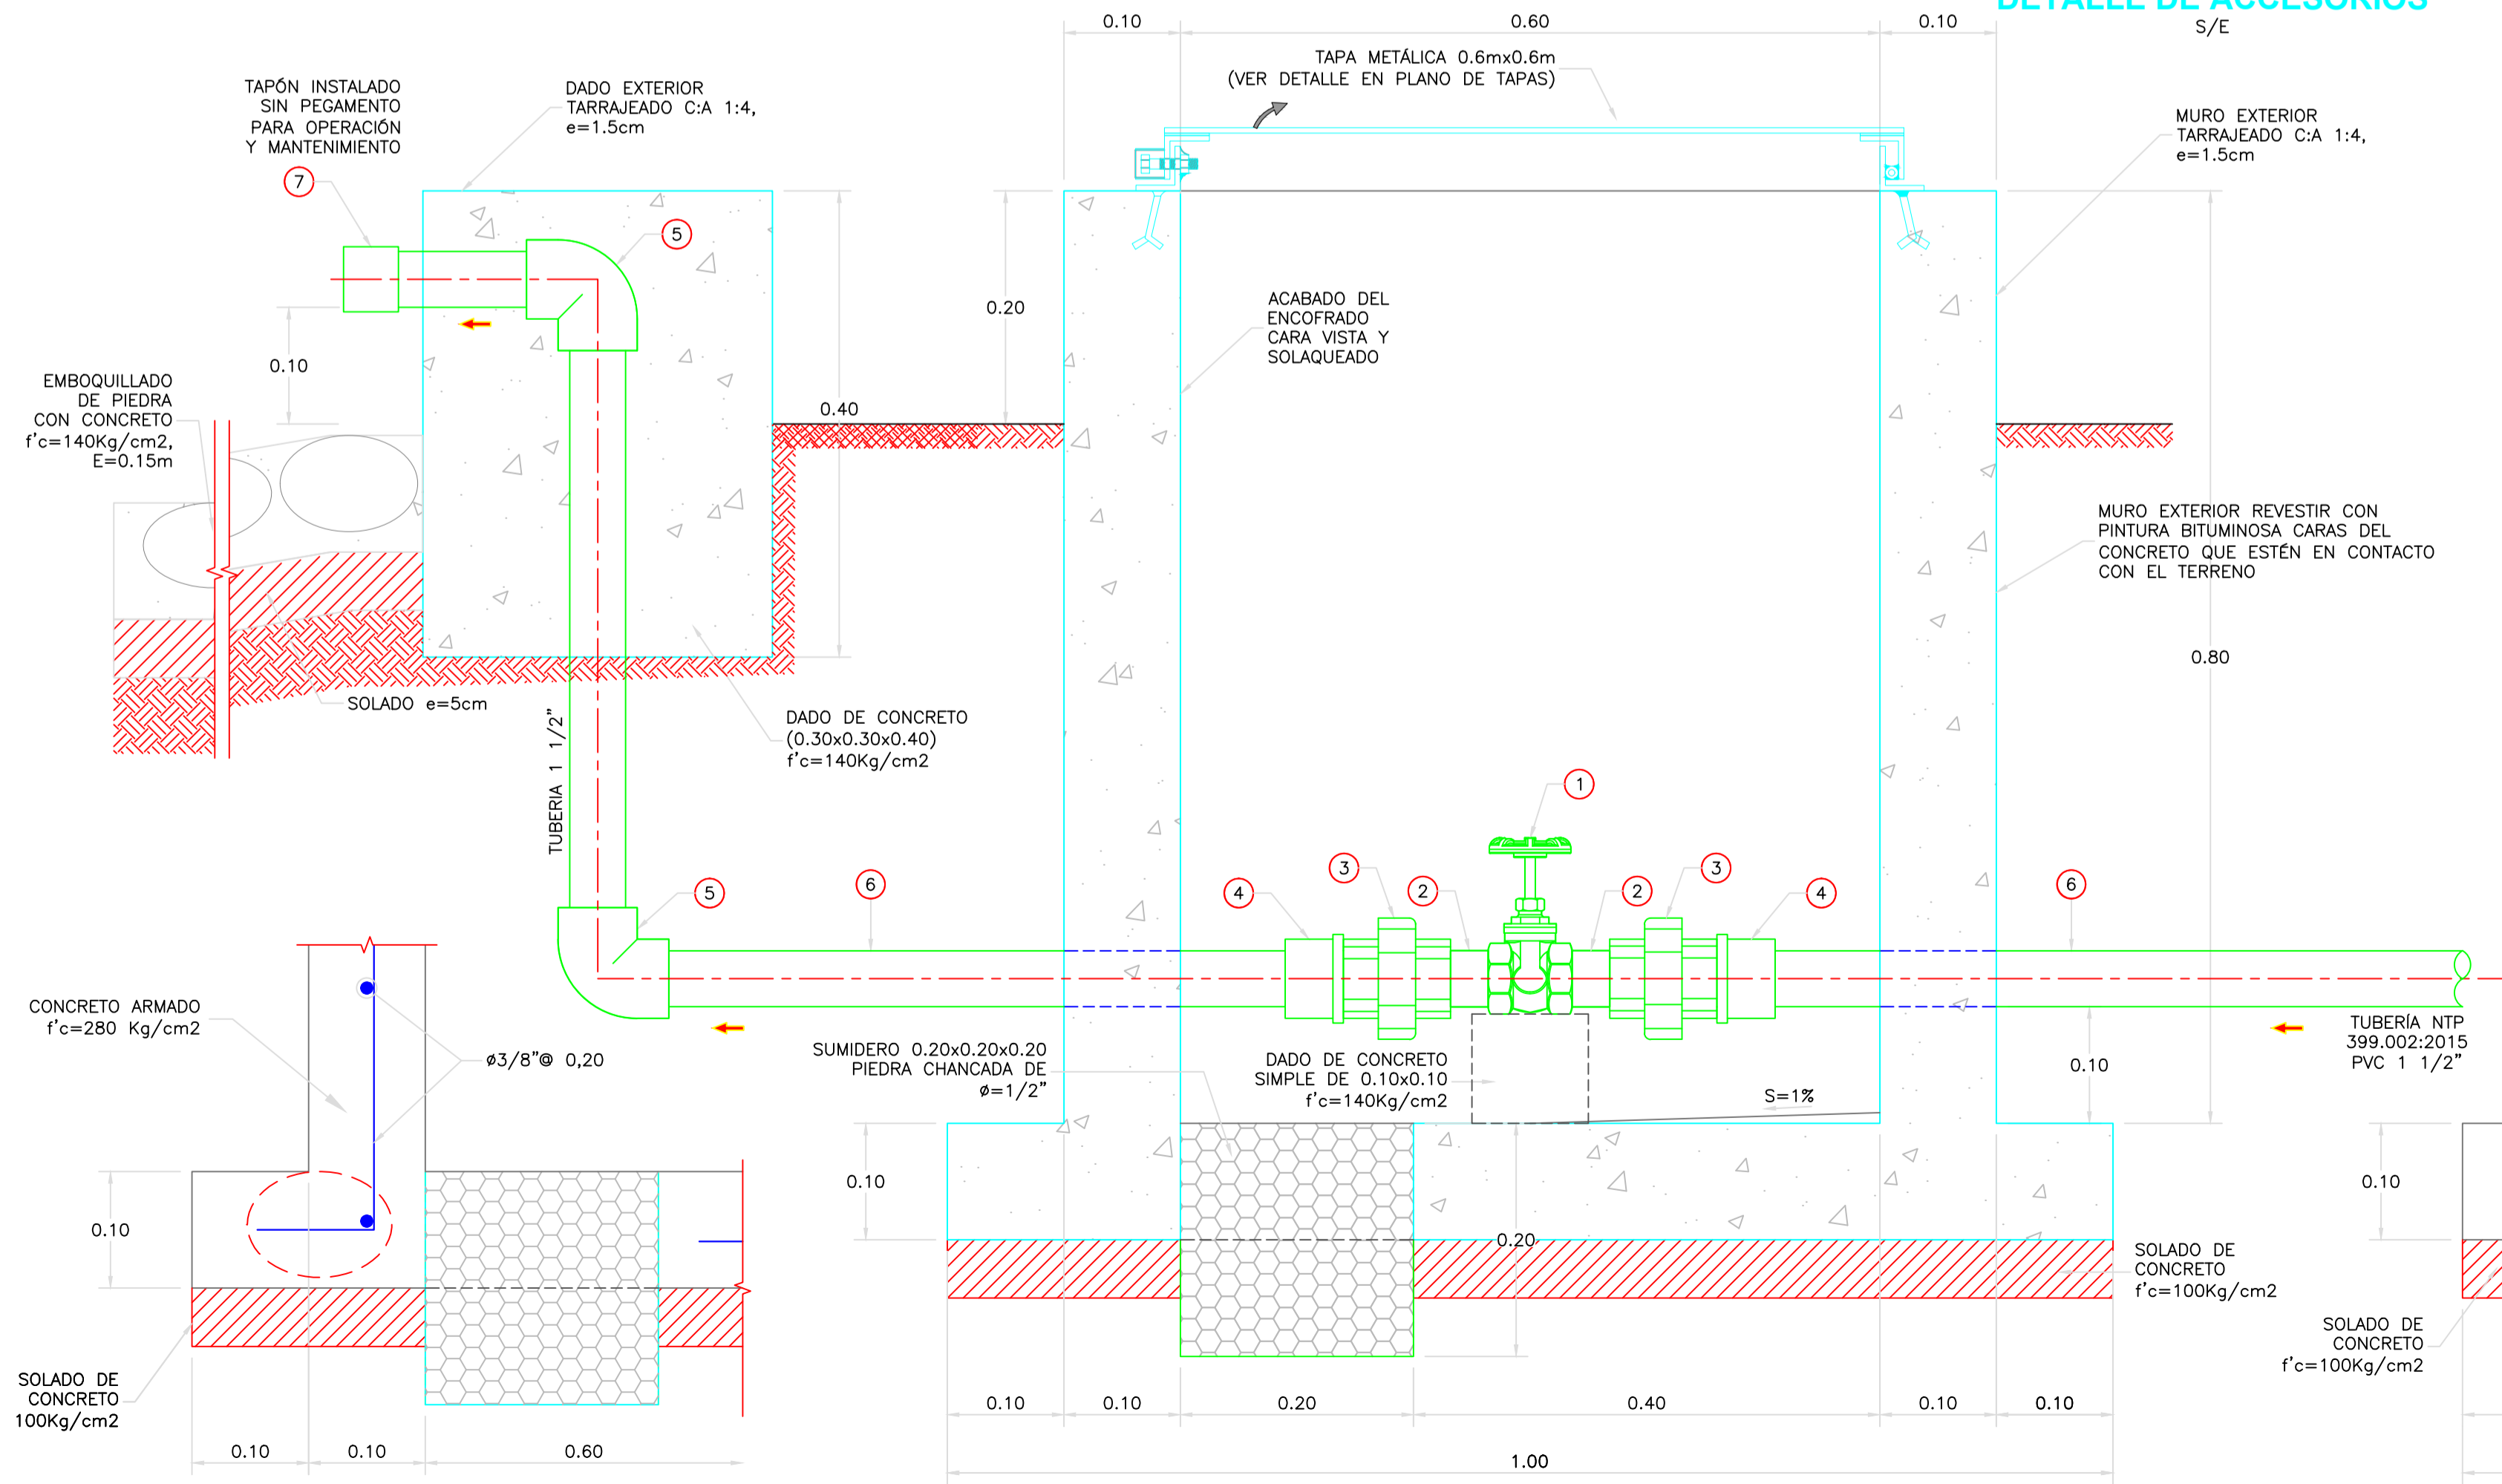 DETALLE DE ACCESORIOS
S/E
0.10
0.60
0.10
TAPA METÁLICA 0.6mx0.6m
(VER DETALLE EN PLANO DE TAPAS)
TAPÓN INSTALADO
SIN PEGAMENTO
PARA OPERACIÓN
Y MANTENIMIENTO
7
DADO EXTERIOR
TARRAJEADO C:A 1:4,
e=1.5cm
MURO EXTERIOR
TARRAJEADO C:A 1:4,
e=1.5cm
5
0.20
0.10
0.40
ACABADO DEL
ENCOFRADO
CARA VISTA Y
SOLAQUEADO
EMBOQUILLADO
DE PIEDRA
CON CONCRETO
f'c=140Kg/cm2,
E=0.15m
MURO EXTERIOR REVESTIR CON
PINTURA BITUMINOSA CARAS DEL
CONCRETO QUE ESTÉN EN CONTACTO
CON EL TERRENO
0.80
SOLADO e=5cm
TUBERIA 1 1/2"
DADO DE CONCRETO
(0.30x0.30x0.40)
f'c=140Kg/cm2
1
5
6
4
3
2
2
3
4
6
CONCRETO ARMADO
f'c=280 Kg/cm2
ø3/8"@ 0,20
SUMIDERO 0.20x0.20x0.20
PIEDRA CHANCADA DE
ø=1/2"
DADO DE CONCRETO
SIMPLE DE 0.10x0.10
f'c=140Kg/cm2
S=1%
0.10
TUBERÍA NTP
399.002:2015
PVC 1 1/2"
0.10
0.10
0.20
0.10
SOLADO DE
CONCRETO
f'c=100Kg/cm2
SOLADO DE
CONCRETO
f'c=100Kg/cm2
SOLADO DE
CONCRETO
100Kg/cm2
0.10
0.10
0.60
0.10
0.10
0.20
0.40
0.10
0.10
1.00